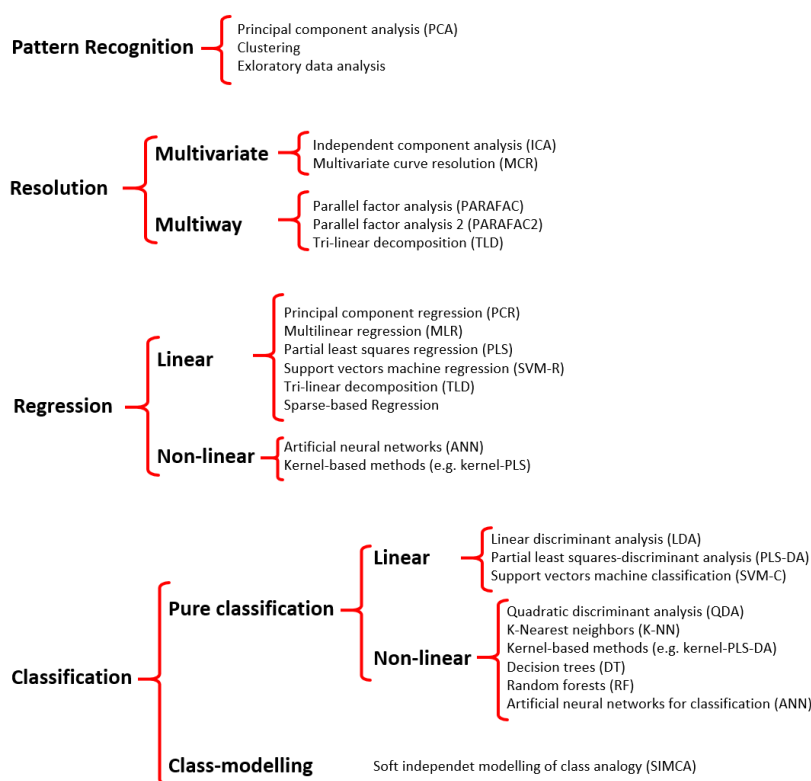 Pattern Recognition
Principal component analysis (PCA)
Clustering
Exloratory data analysis
Resolution
Multivariate
Independent component analysis (ICA)
Multivariate curve resolution (MCR)
Multiway
Parallel factor analysis (PARAFAC)
Parallel factor analysis 2 (PARAFAC2)
Tri-linear decomposition (TLD)
Regression
Linear
Principal component regression (PCR)
Multilinear regression (MLR)
Partial least squares regression (PLS)
Support vectors machine regression (SVM-R)
Tri-linear decomposition (TLD)
Sparse-based Regression
Non-linear
Artificial neural networks (ANN)
Kernel-based methods (e.g. kernel-PLS)
Classification
Pure classification
Linear
Linear discriminant analysis (LDA)
Partial least squares-discriminant analysis (PLS-DA)
Support vectors machine classification (SVM-C)
Non-linear
Quadratic discriminant analysis (QDA)
K-Nearest neighbors (K-NN)
Kernel-based methods (e.g. kernel-PLS-DA)
Decision trees (DT)
Random forests (RF)
Artificial neural networks for classification (ANN)
Class-modelling
Soft independet modelling of class analogy (SIMCA)